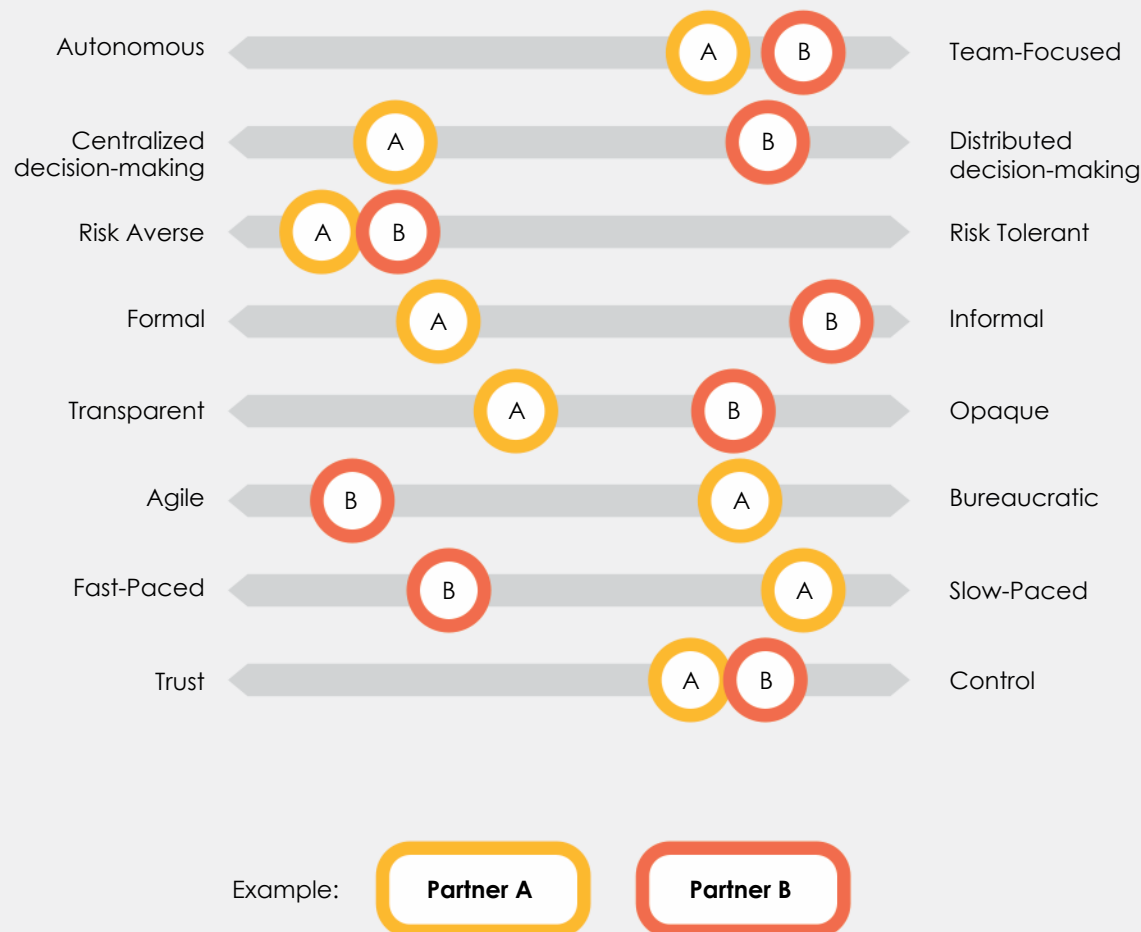 Autonomous A B Team-Focused
Centralized A B Distributed
decision-making decision-making
Risk Averse A B Risk Tolerant
Formal A B Informal
Transparent A B Opaque
Agile B A Bureaucratic
Fast-Paced B A Slow-Paced
Trust A B Control
Example: Partner A Partner B